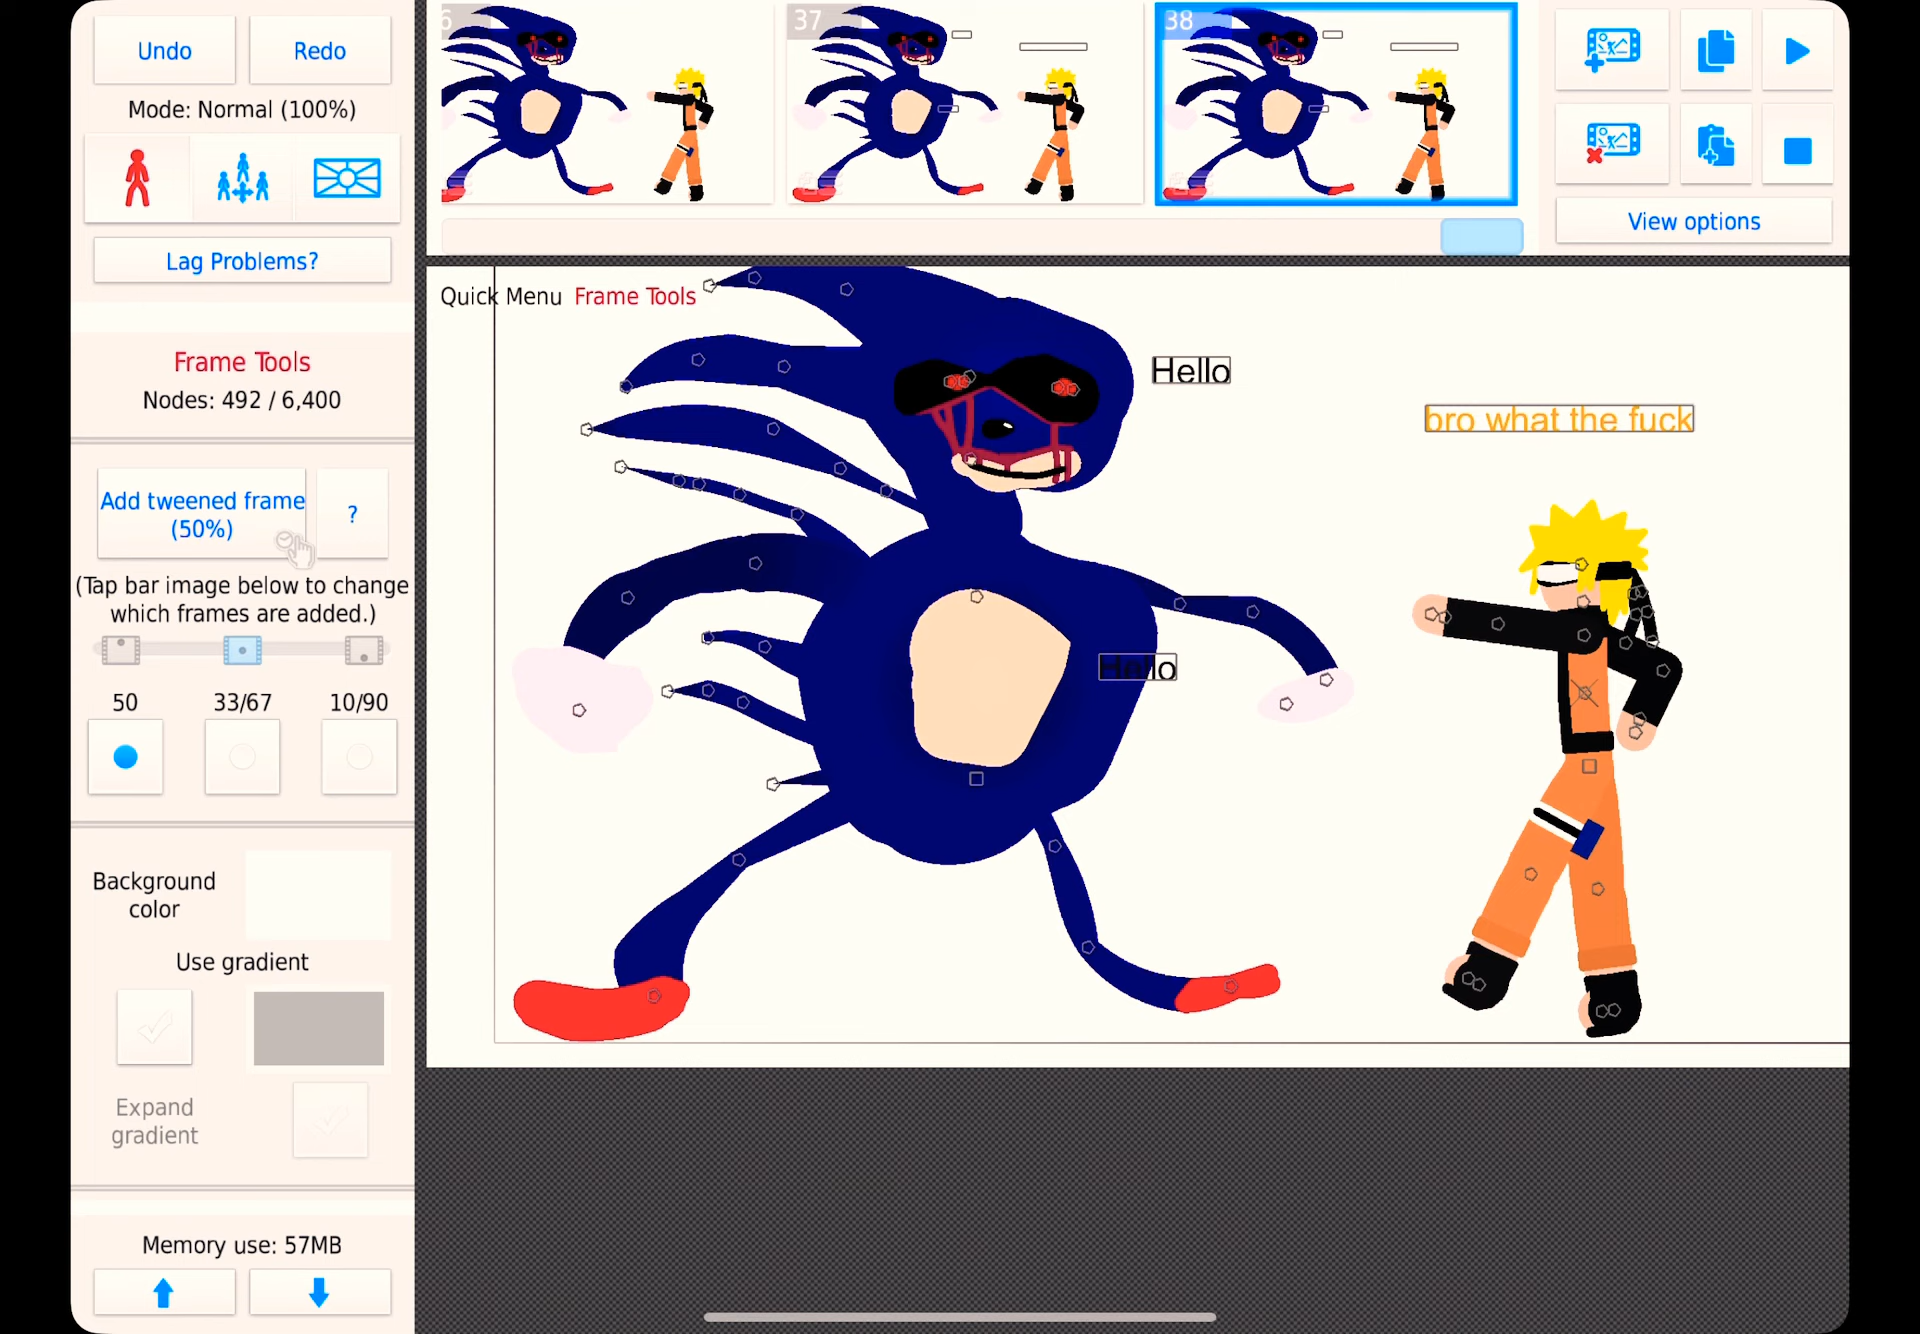 Undo
Redo
Mode: Normal (100%)
Lag Problems?
Frame Tools
Nodes: 492 / 6,400
Add tweened frame
(50%)
?
(Tap bar image below to change
which frames are added.)
50
33/67
10/90
Background
color
Use gradient
Expand
gradient
Memory use: 57MB
6
37
38
View options
Quick Menu
Frame Tools
Hello
bro what the fuck
Hello